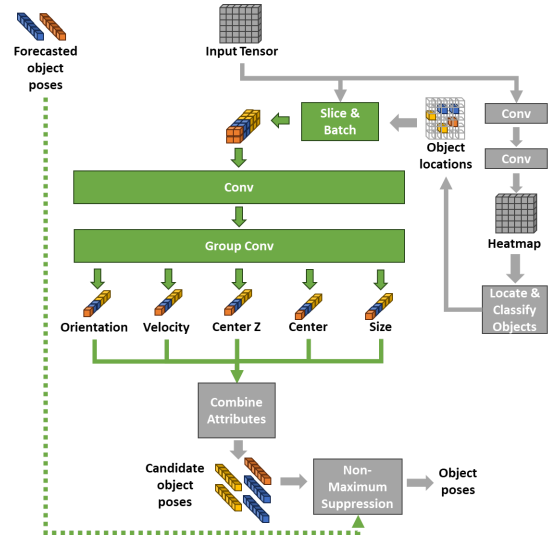 Forecasted
object
poses
Input Tensor
Slice &
Batch
Object
locations
Conv
Conv
Heatmap
Locate &
Classify
Objects
Conv
Group Conv
Orientation
Velocity
Center Z
Center
Size
Combine
Attributes
Candidate
object
poses
Non-
Maximum
Suppression
Object
poses